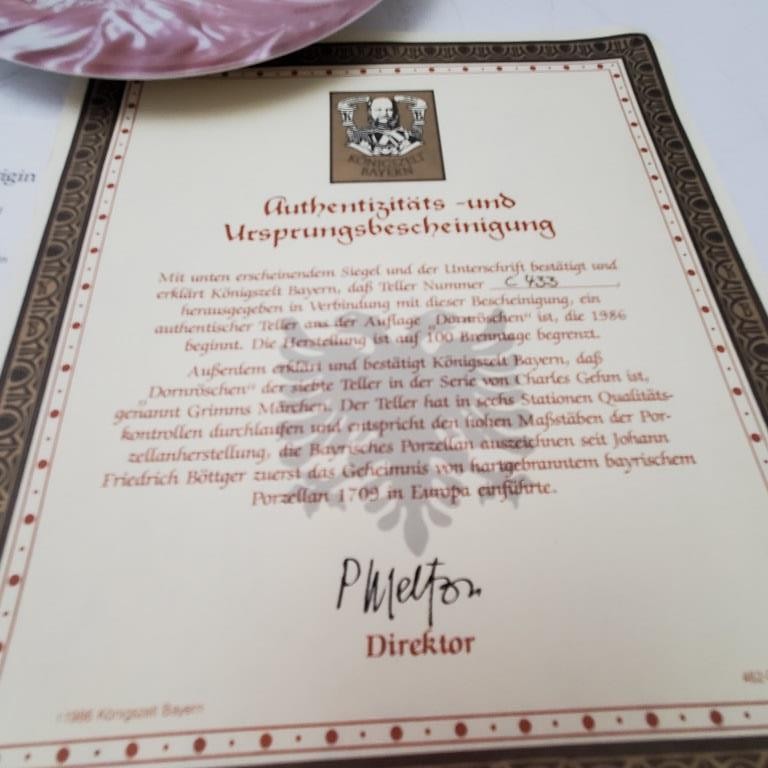 K B
KÖNIGSZELT
BAYERN
Authentizitäts -und
Ursprungsbescheinigung
Mit unten erscheinendem Siegel und der Unterschrift bestätigt und
erklärt Königszelt Bayern, daß Teller Nummer C 433,
herausgegeben in Verbindung mit dieser Bescheinigung, ein
authentischer Teller aus der Auflage „Dornröschen" ist, die 1986
beginnt. Die Herstellung ist auf 100 Brenntage begrenzt.
Außerdem erklärt und bestätigt Königszelt Bayern, daß
„Dornröschen" der siebte Teller in der Serie von Charles Gehm ist,
genannt Grimms Märchen. Der Teller hat in sechs Stationen Qualitäts-
kontrollen durchlaufen und entspricht den hohen Maßstäben der Por-
zellanherstellung, die Bayrisches Porzellan auszeichnen seit Johann
Friedrich Böttger zuerst das Geheimnis von hartgebranntem bayrischem
Porzellan 1709 in Europa einführte.
P Melton
Direktor
©1986 Königszelt Bayern